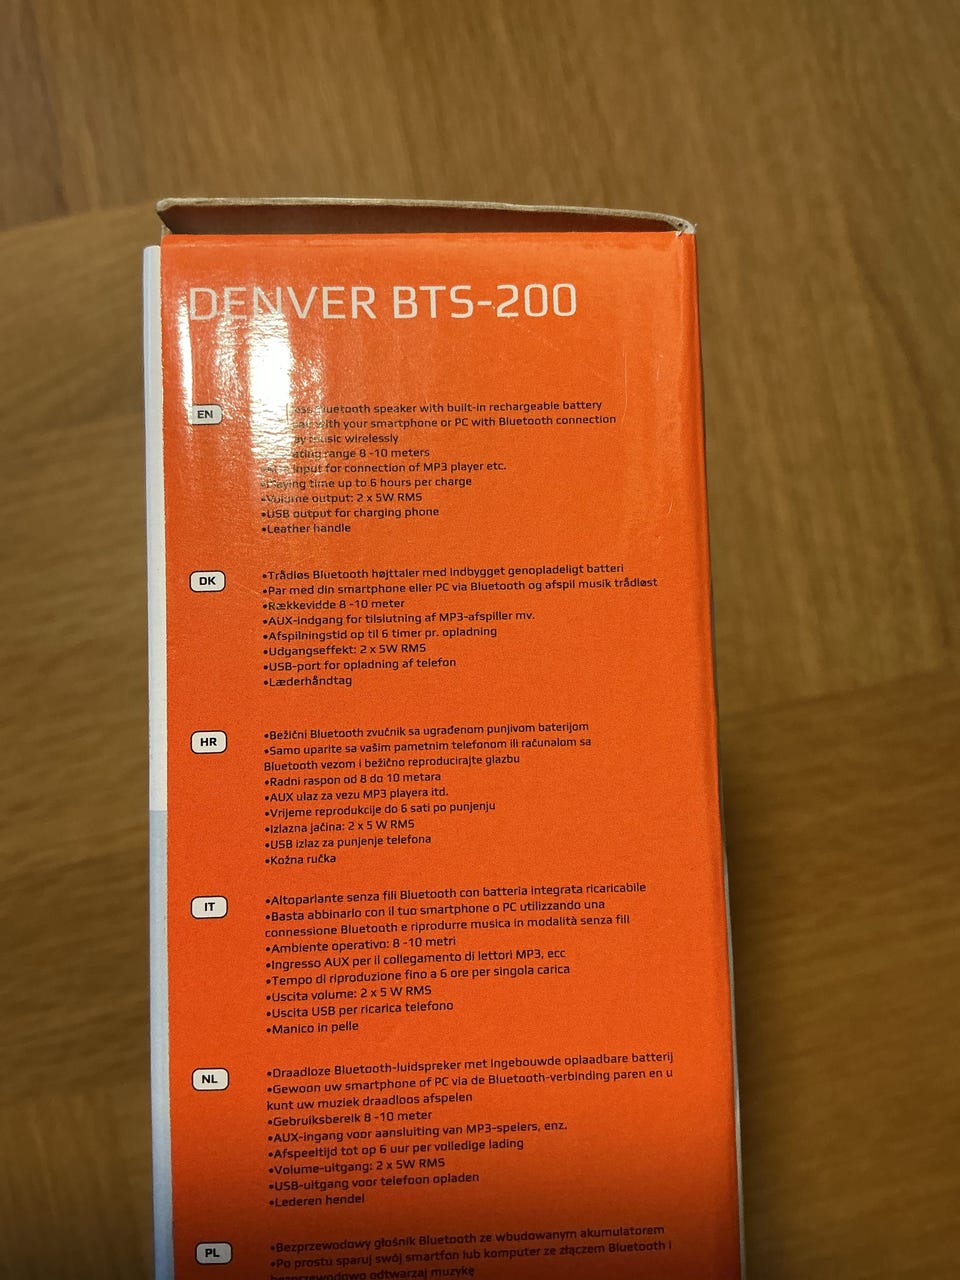 DENVER BTS-200
EN
Bluetooth speaker with built-in rechargeable battery
with your smartphone or PC with Bluetooth connection
music wirelessly
range 8 -10 meters
input for connection of MP3 player etc.
•Playing time up to 6 hours per charge
•Volume output: 2 x 5W RMS
•USB output for charging phone
•Leather handle
DK
•Trådløs Bluetooth højttaler med indbygget genopladeligt batteri
•Par med din smartphone eller PC via Bluetooth og afspil musik trådløst
•Rækkevidde 8 -10 meter
•AUX-indgang for tilslutning af MP3-afspiller mv.
•Afspilningstid op til 6 timer pr. opladning
•Udgangseffekt: 2 x 5W RMS
•USB-port for opladning af telefon
•Læderhåndtag
HR
•Bežični Bluetooth zvučnik sa ugrađenom punjivom baterijom
•Samo uparite sa vašim pametnim telefonom ili računalom sa
Bluetooth vezom i bežično reproducirajte glazbu
•Radni raspon od 8 do 10 metara
•AUX ulaz za vezu MP3 playera itd.
•Vrijeme reprodukcije do 6 sati po punjenju
•Izlazna jačina: 2 x 5 W RMS
•USB izlaz za punjenje telefona
•Kožna ručka
IT
•Altoparlante senza fili Bluetooth con batteria integrata ricaricabile
•Basta abbinarlo con il tuo smartphone o PC utilizzando una
connessione Bluetooth e riprodurre musica in modalità senza fili
•Ambiente operativo: 8 -10 metri
•Ingresso AUX per il collegamento di lettori MP3, ecc
•Tempo di riproduzione fino a 6 ore per singola carica
•Uscita volume: 2 x 5 W RMS
•Uscita USB per ricarica telefono
•Manico in pelle
NL
•Draadloze Bluetooth-luidspreker met ingebouwde oplaadbare batterij
•Gewoon uw smartphone of PC via de Bluetooth-verbinding paren en u
kunt uw muziek draadloos afspelen
•Gebruiksbereik 8 -10 meter
•AUX-ingang voor aansluiting van MP3-spelers, enz.
•Afspeeltijd tot op 6 uur per volledige lading
•Volume-uitgang: 2 x 5W RMS
•USB-uitgang voor telefoon opladen
•Lederen hendel
PL
•Bezprzewodowy głośnik Bluetooth ze wbudowanym akumulatorem
•Po prostu sparuj swój smartfon lub komputer ze złączem Bluetooth i
bezprzewodowo odtwarzaj muzykę